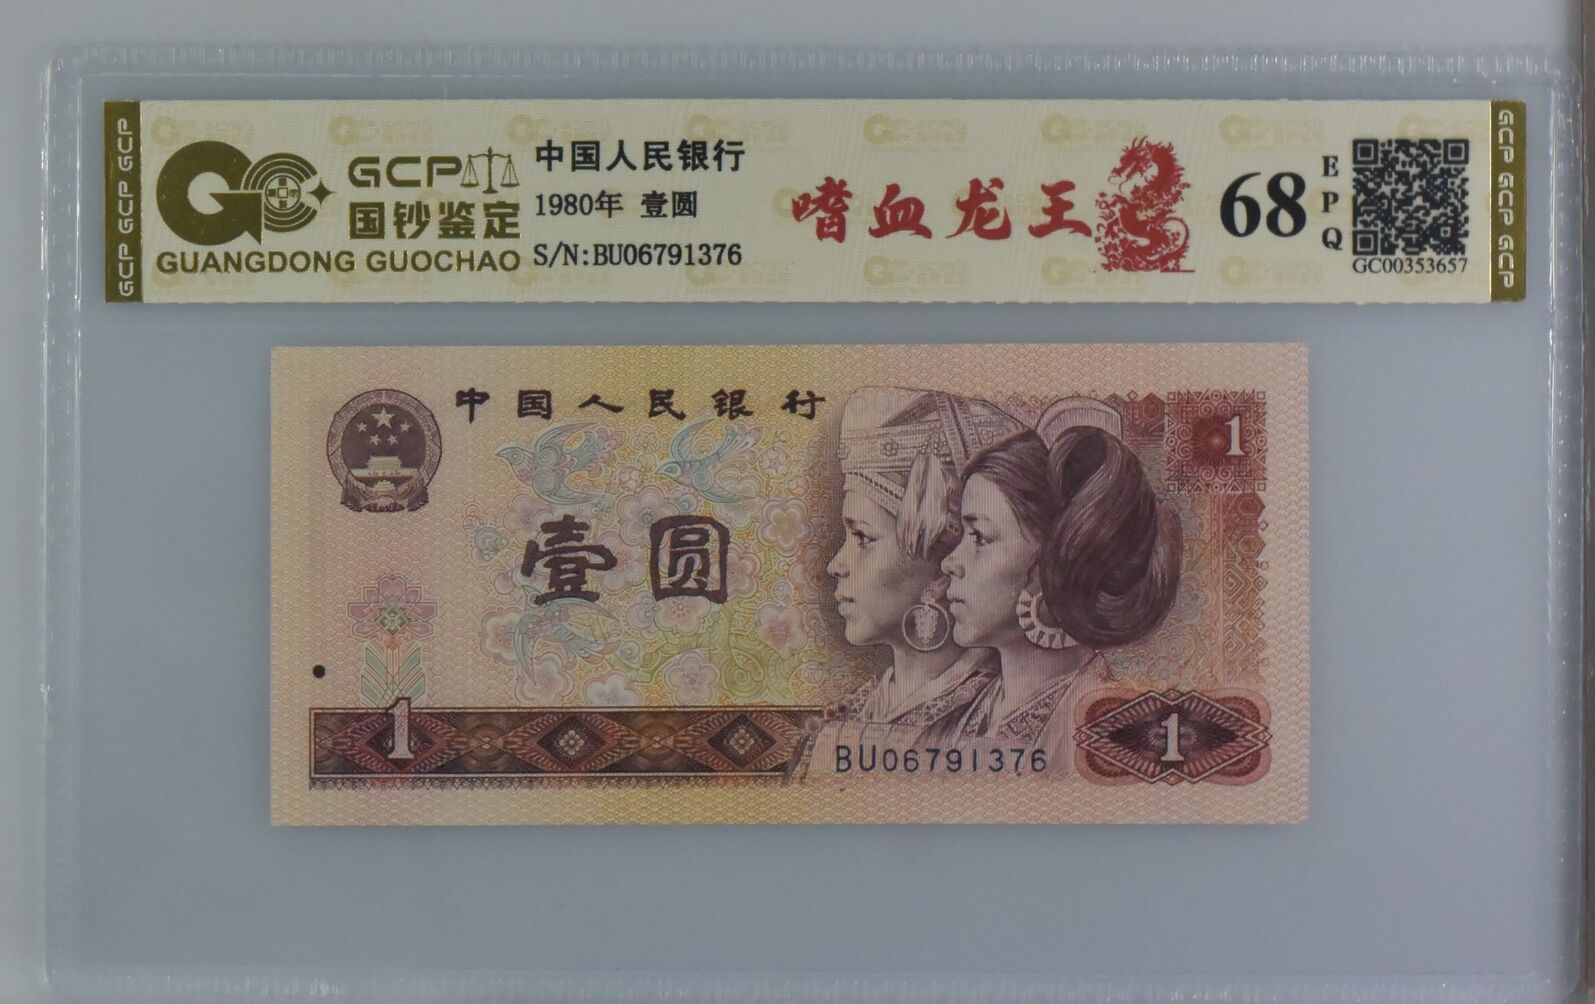 GCP GCP GCP
GCP
国钞鉴定
GUANGDONG GUOCHAO
中国人民银行
1980年 壹圆
S/N:BU06791376
嗜血龙王
68
EPQ
GC00353657
GCP GCP GCP
中国人民银行
1
壹圆
1
BU06791376
1